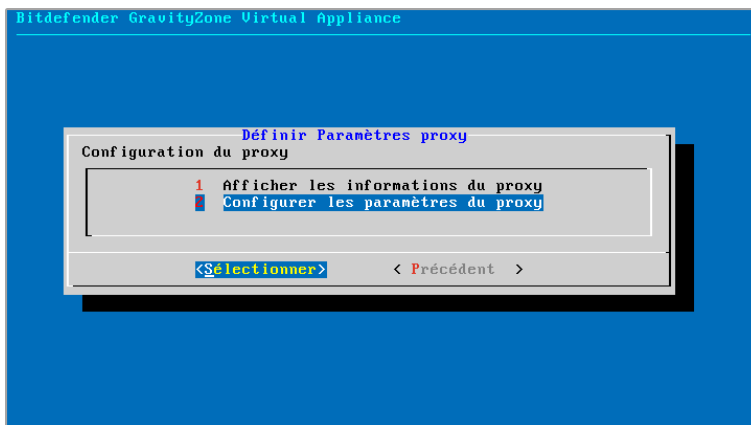 Bitdefender GravityZone Virtual Appliance
Définir Paramètres proxy
Configuration du proxy
1 Afficher les informations du proxy
2 Configurer les paramètres du proxy
<Sélectionner> < Précédent >